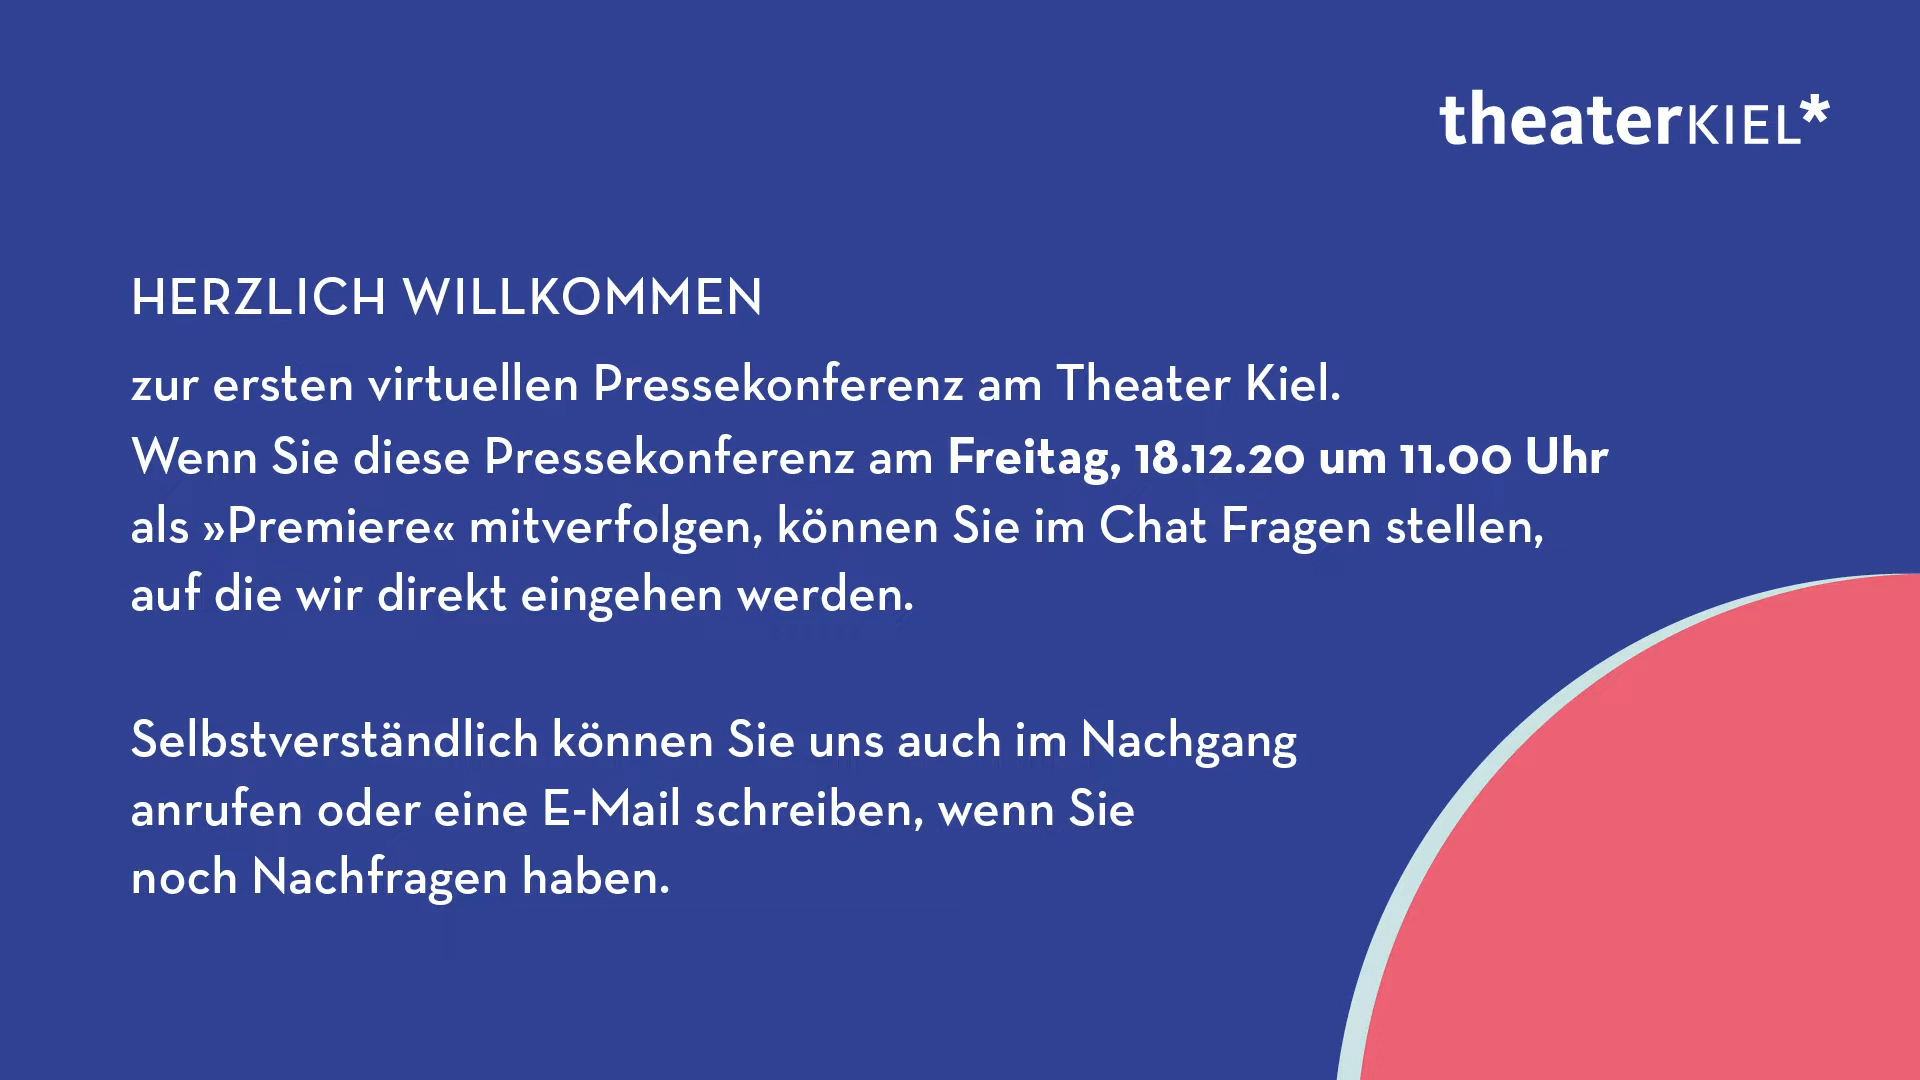 theaterKIEL*
HERZLICH WILLKOMMEN
zur ersten virtuellen Pressekonferenz am Theater Kiel.
Wenn Sie diese Pressekonferenz am Freitag, 18.12.20 um 11.00 Uhr
als »Premiere« mitverfolgen, können Sie im Chat Fragen stellen,
auf die wir direkt eingehen werden.
Selbstverständlich können Sie uns auch im Nachgang
anrufen oder eine E-Mail schreiben, wenn Sie
noch Nachfragen haben.